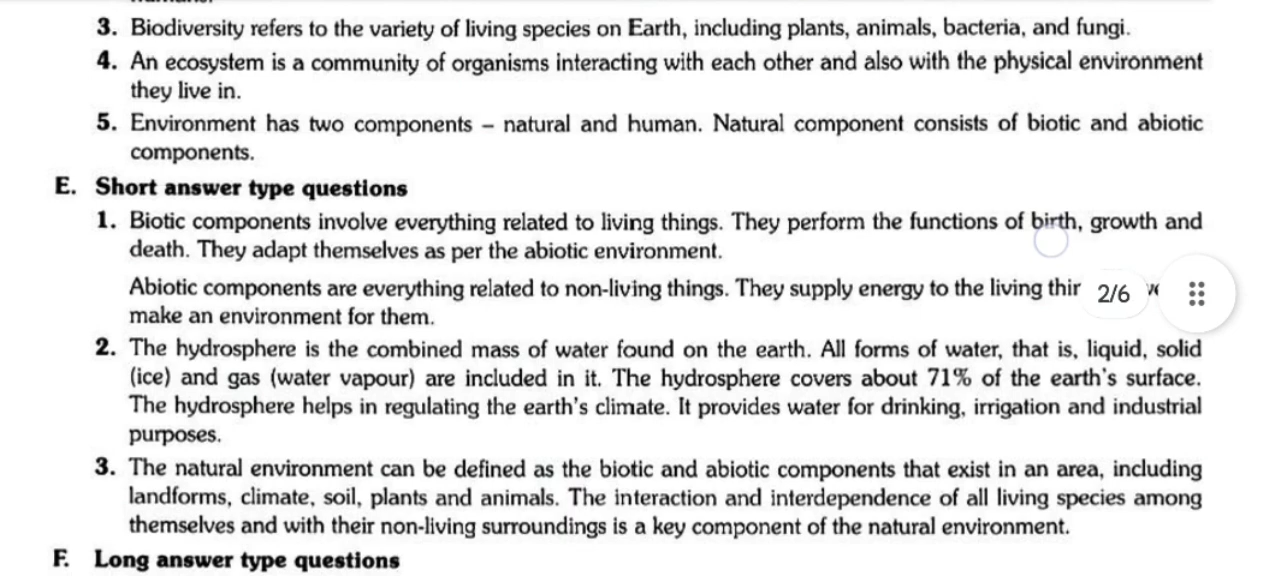 3. Biodiversity refers to the variety of living species on Earth, including plants, animals, bacteria, and fungi.
4. An ecosystem is a community of organisms interacting with each other and also with the physical environment
they live in.
5. Environment has two components – natural and human. Natural component consists of biotic and abiotic
components.
E. Short answer type questions
1. Biotic components involve everything related to living things. They perform the functions of birth, growth and
death. They adapt themselves as per the abiotic environment.
Abiotic components are everything related to non-living things. They supply energy to the living
2/6
make an environment for them.
2. The hydrosphere is the combined mass of water found on the earth. All forms of water, that is, liquid, solid
(ice) and gas (water vapour) are included in it. The hydrosphere covers about 71% of the earth's surface.
The hydrosphere helps in regulating the earth's climate. It provides water for drinking, irrigation and industrial
purposes.
3. The natural environment can be defined as the biotic and abiotic components that exist in an area, including
landforms, climate, soil, plants and animals. The interaction and interdependence of all living species among
themselves and with their non-living surroundings is a key component of the natural environment.
F. Long answer type questions